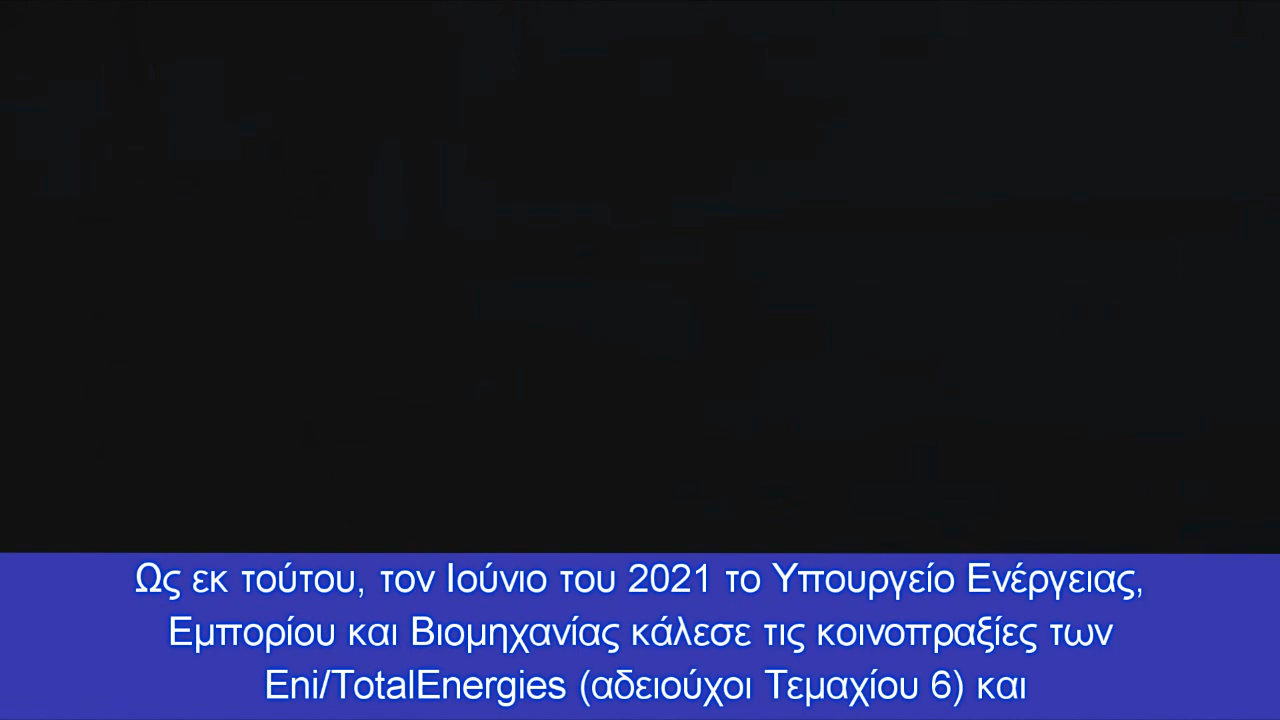 Ως εκ τούτου, τον Ιούνιο του 2021 το Υπουργείο Ενέργειας,
Εμπορίου και Βιομηχανίας κάλεσε τις κοινοπραξίες των
Eni/TotalEnergies (αδειούχοι Τεμαχίου 6) και